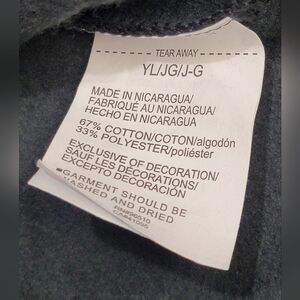 TEAR AWAY
YL/JG/J-G
MADE IN NICARAGUA/
FABRIQUÉ AU NICARAGUA/
HECHO EN NICARAGUA
67% COTTON/COTON/algodón
33% POLYESTER/poliéster
EXCLUSIVE OF DECORATION/
SAUF LES DÉCORATIONS/
EXCEPTO DECORACIÓN
GARMENT SHOULD BE
WASHED AND DRIED